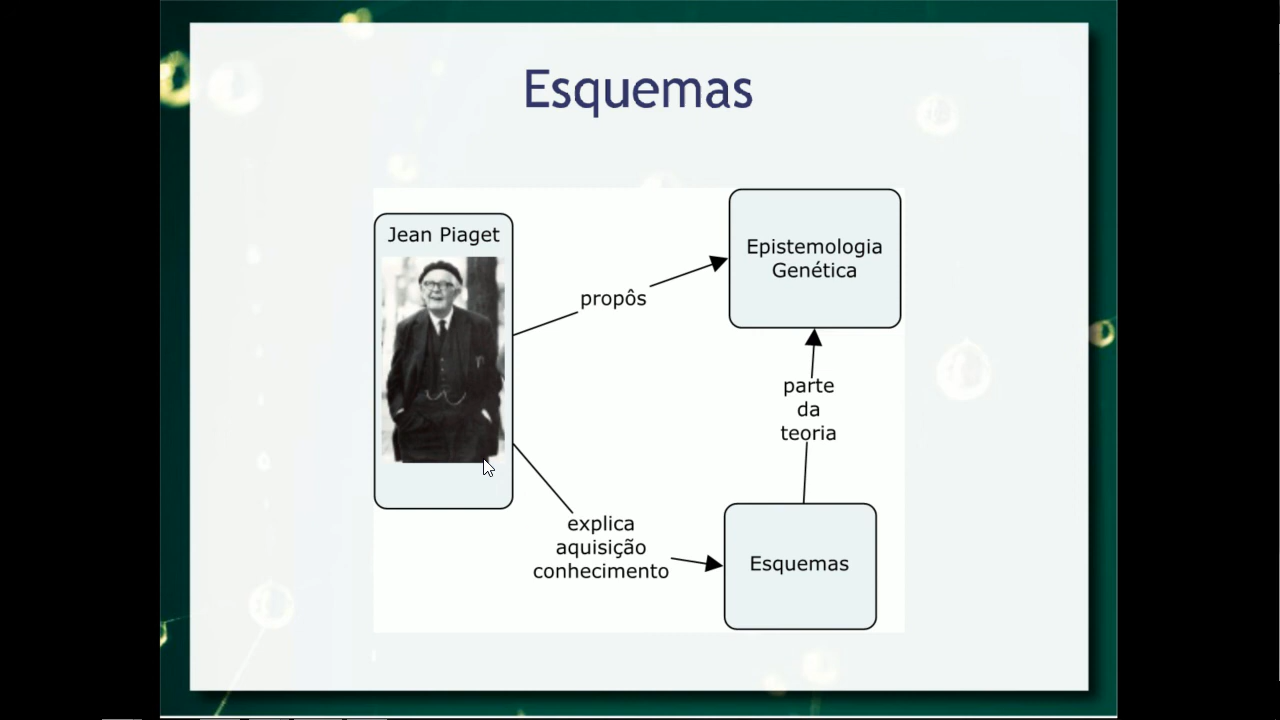 Esquemas
Jean Piaget
propôs
Epistemologia
Genética
parte
da
teoria
explica
aquisição
conhecimento
Esquemas